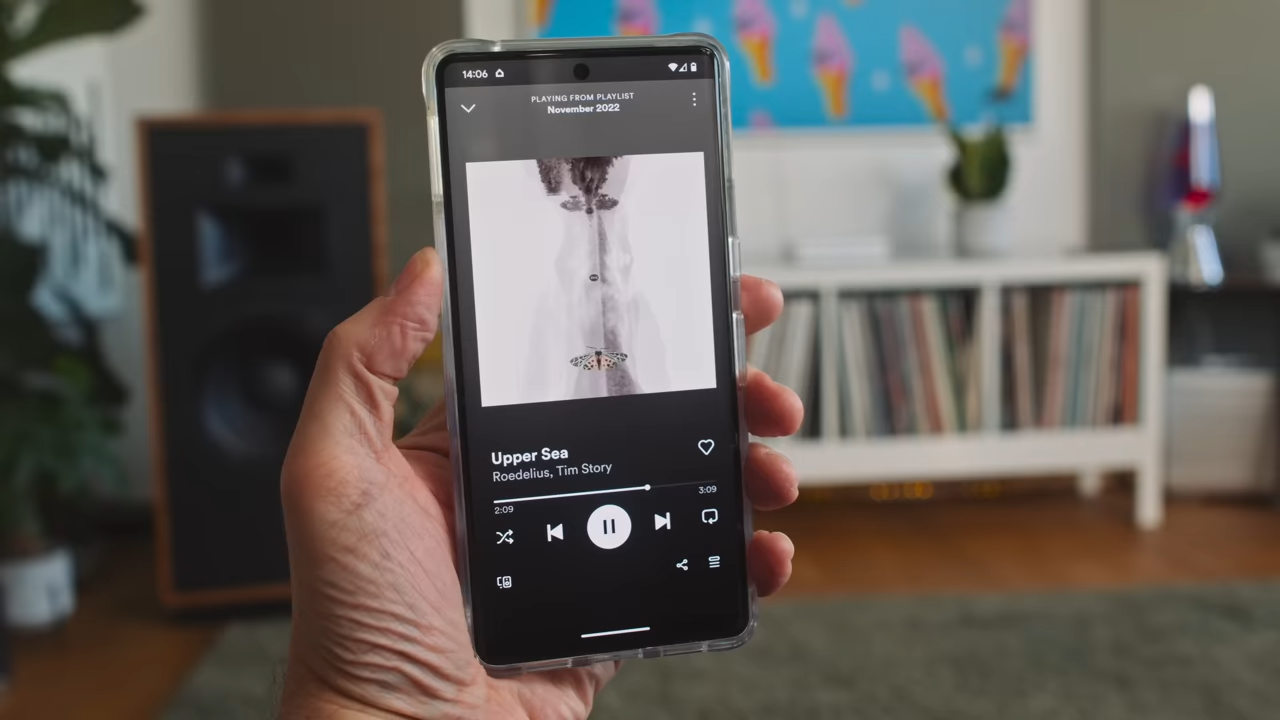 14:06
PLAYING FROM PLAYLIST
November 2022
Upper Sea
Roedelius, Tim Story
2:09
3:09